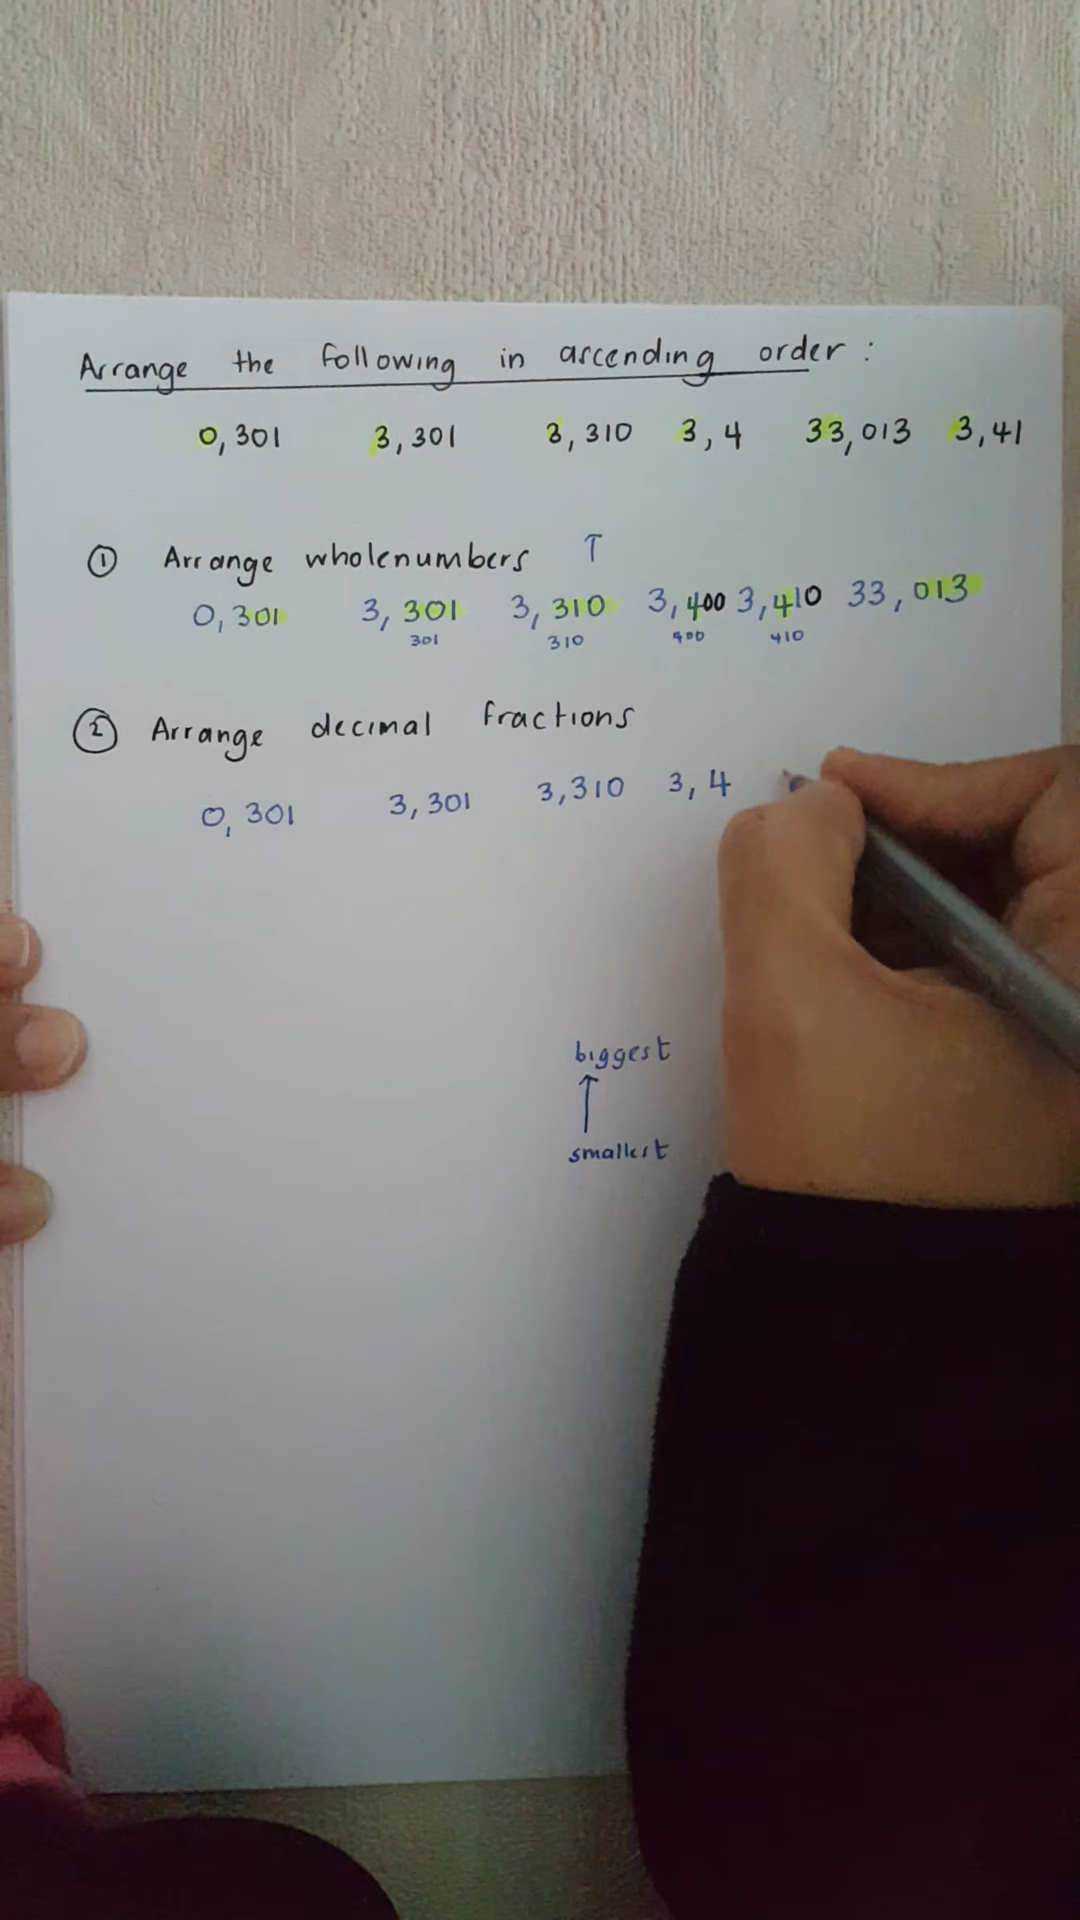 Arrange the following in ascending order :
0,301 3,301 3,310 3,4 33,013 3,41
① Arrange wholenumbers ↑
0,301 3,301 3,310 3,400 3,410 33,013
301 310 400 410
② Arrange decimal fractions
0,301 3,301 3,310 3,4
biggest
↑
smallest